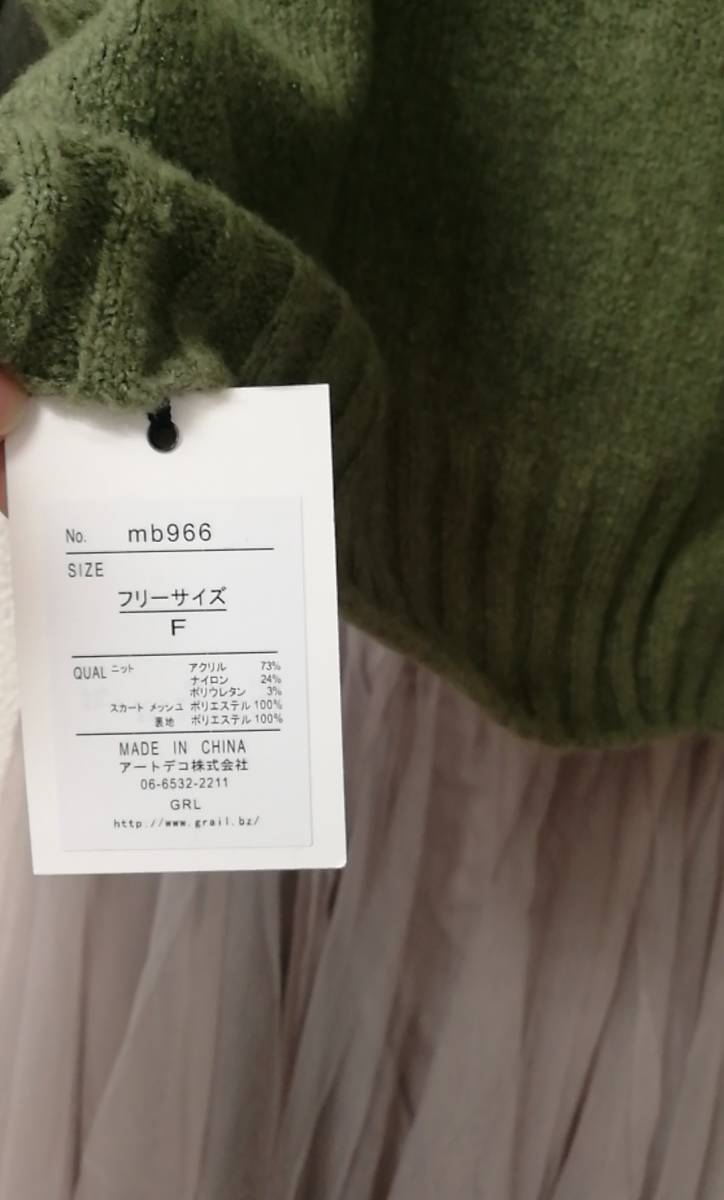 No. mb966
SIZE
フリーサイズ
F
QUAL ニット アクリル 73%
ナイロン 24%
ポリウレタン 3%
スカート メッシュ ポリエステル 100%
裏地 ポリエステル 100%
MADE IN CHINA
アートデコ株式会社
06-6532-2211
GRL
http://www.grail.bz/